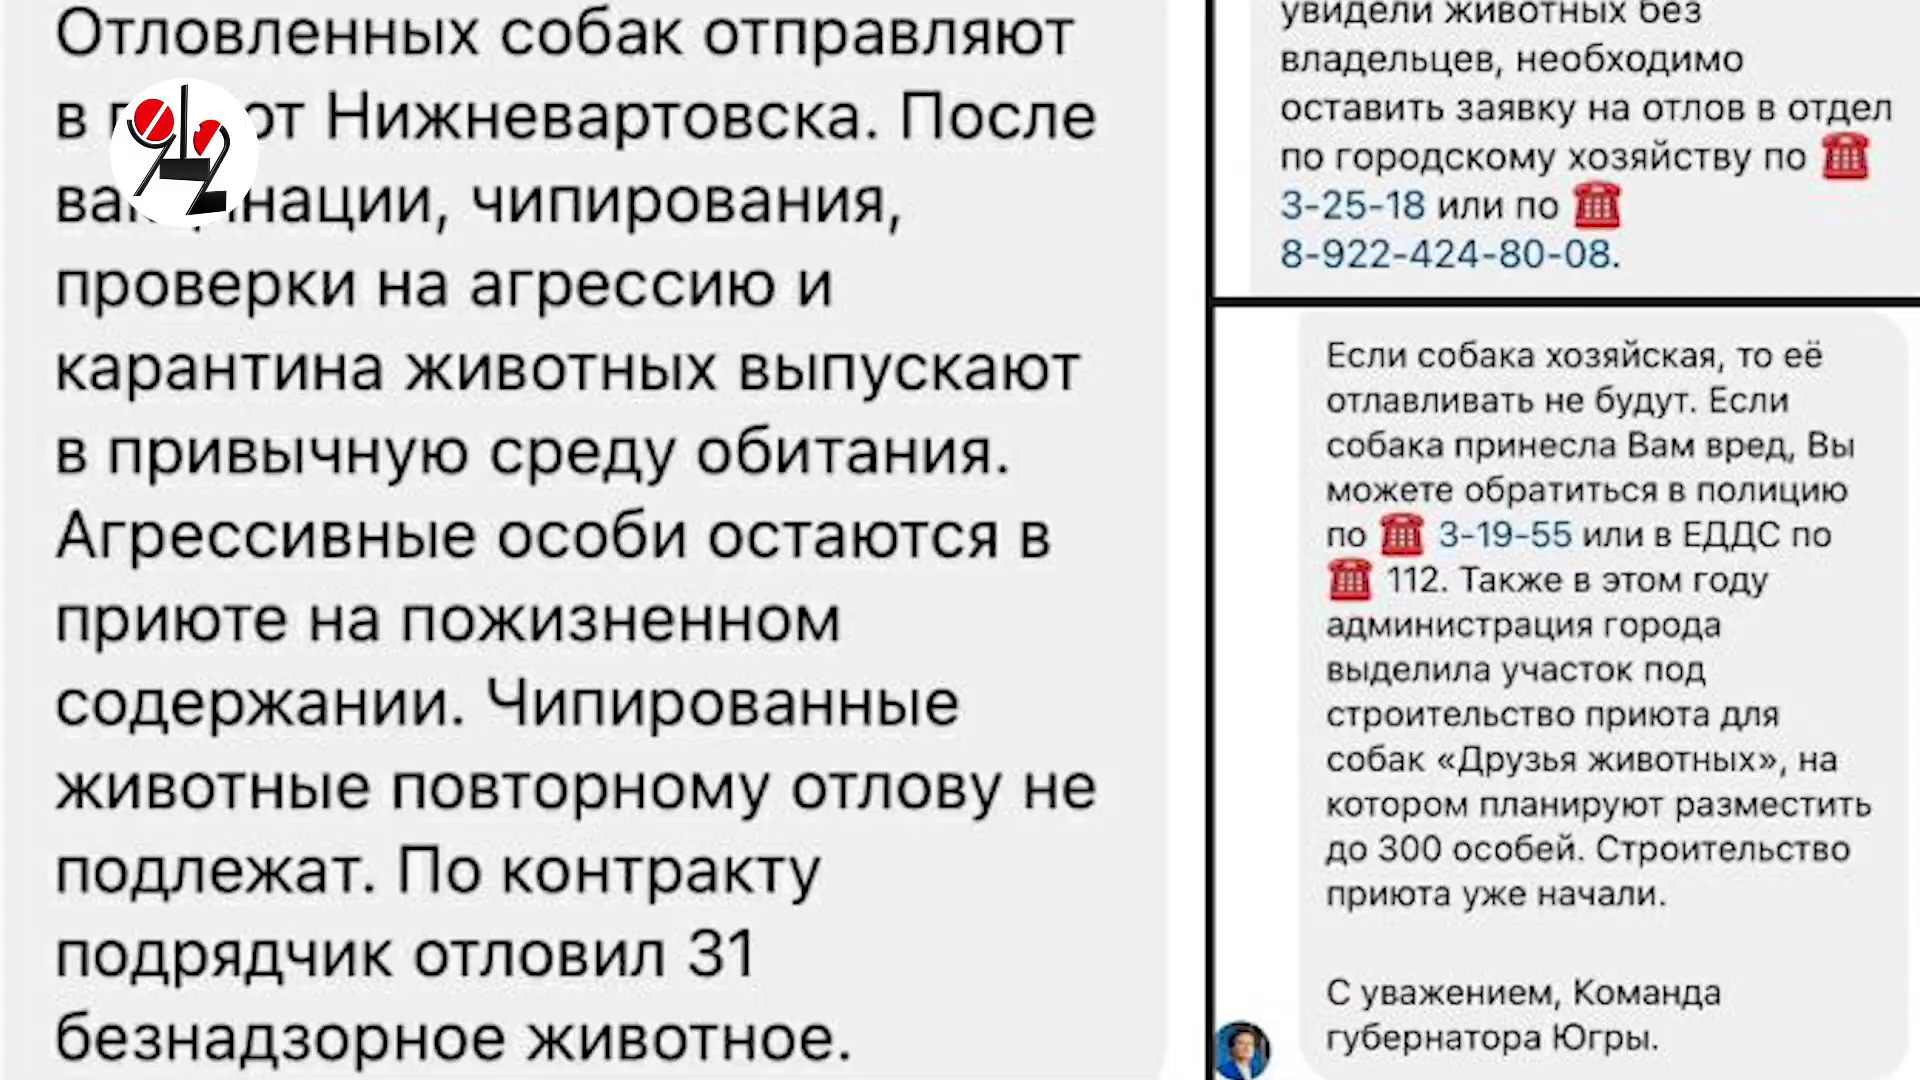 Отловленных собак отправляют
в Нижневартовска. После
чипирования,
проверки на агрессию и
карантина животных выпускают
в привычную среду обитания.
Агрессивные особи остаются в
приюте на пожизненном
содержании. Чипированные
животные повторному отлову не
подлежат. По контракту
подрядчик отловил 31
безнадзорное животное.
увидели животных без
владельцев, необходимо
оставить заявку на отлов в отдел
по городскому хозяйству по ☎
3-25-18 или по ☎
8-922-424-80-08.
Если собака хозяйская, то её
отлавливать не будут. Если
собака принесла Вам вред, Вы
можете обратиться в полицию
по ☎ 3-19-55 или в ЕДДС по
☎ 112. Также в этом году
администрация города
выделила участок под
строительство приюта для
собак «Друзья животных», на
котором планируют разместить
до 300 особей. Строительство
приюта уже начали.
С уважением, Команда
губернатора Югры.